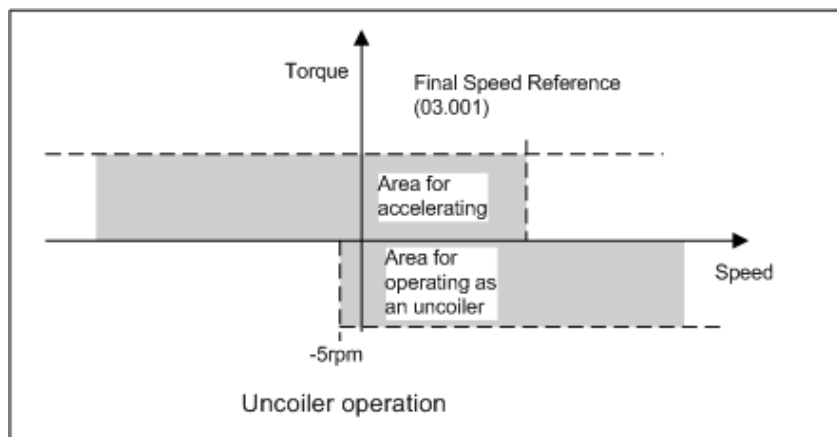 Torque
Final Speed Reference
(03.001)
Area for
accelerating
Area for
operating as
an uncoiler
Speed
-5rpm
Uncoiler operation